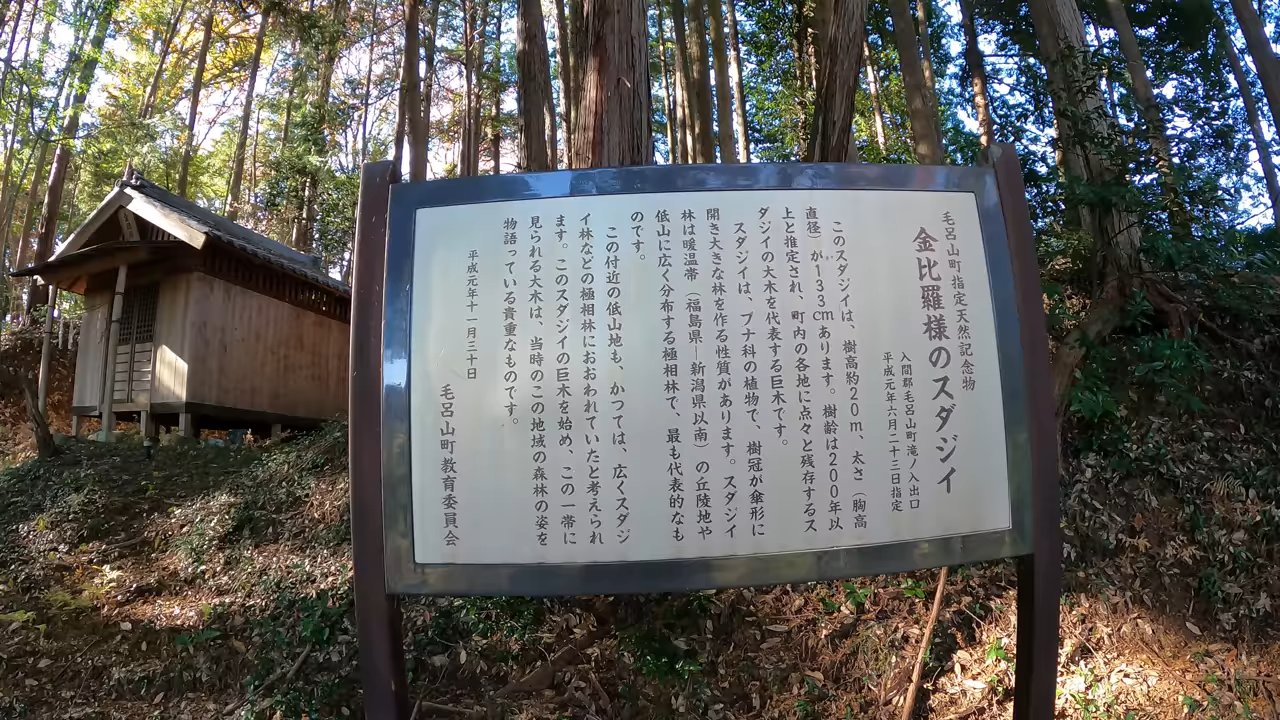 毛呂山町指定天然記念物
金比羅様のスダジイ
入間郡毛呂山町滝ノ入出口
平成元年六月二十三日指定
このスダジイは、樹高約20m、太さ（胸高
直径）が133cmあります。樹齢は200年以
上と推定され、町内の各地に点々と残存するス
ダジイの大木を代表する巨木です。
スダジイは、ブナ科の植物で、樹冠が傘形に
開き大きな林を作る性質があります。スダジイ
林は暖温帯（福島県―新潟県以南）の丘陵地や
低山に広く分布する極相林で、最も代表的なも
のです。
この付近の低山地も、かつては、広くスダジ
イ林などの極相林におおわれていたと考えられ
ます。このスダジイの巨木を始め、この一帯に
見られる大木は、当時のこの地域の森林の姿を
物語っている貴重なものです。
平成元年十一月三十日
毛呂山町教育委員会